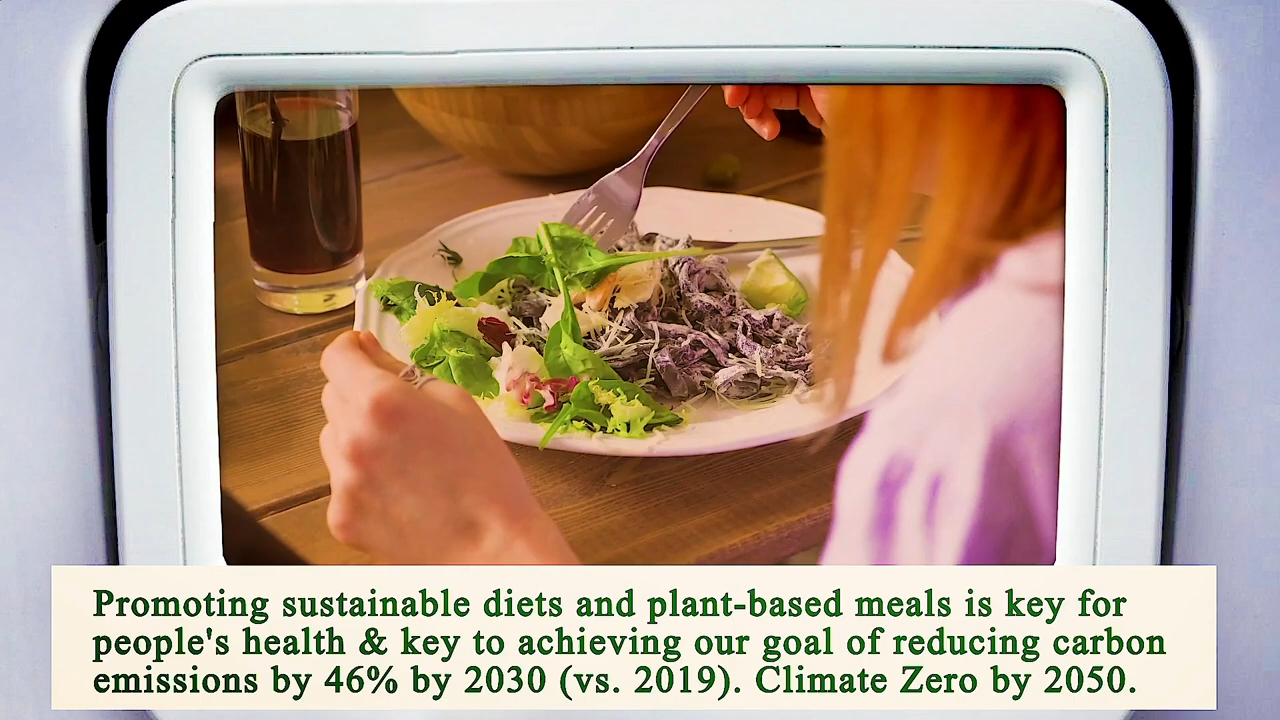 Promoting sustainable diets and plant-based meals is key for
people's health & key to achieving our goal of reducing carbon
emissions by 46% by 2030 (vs. 2019). Climate Zero by 2050.